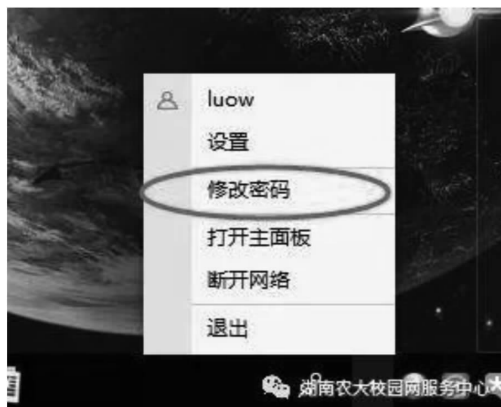 luow
设置
修改密码
打开主面板
断开网络
退出
湖南农大校园网服务中心